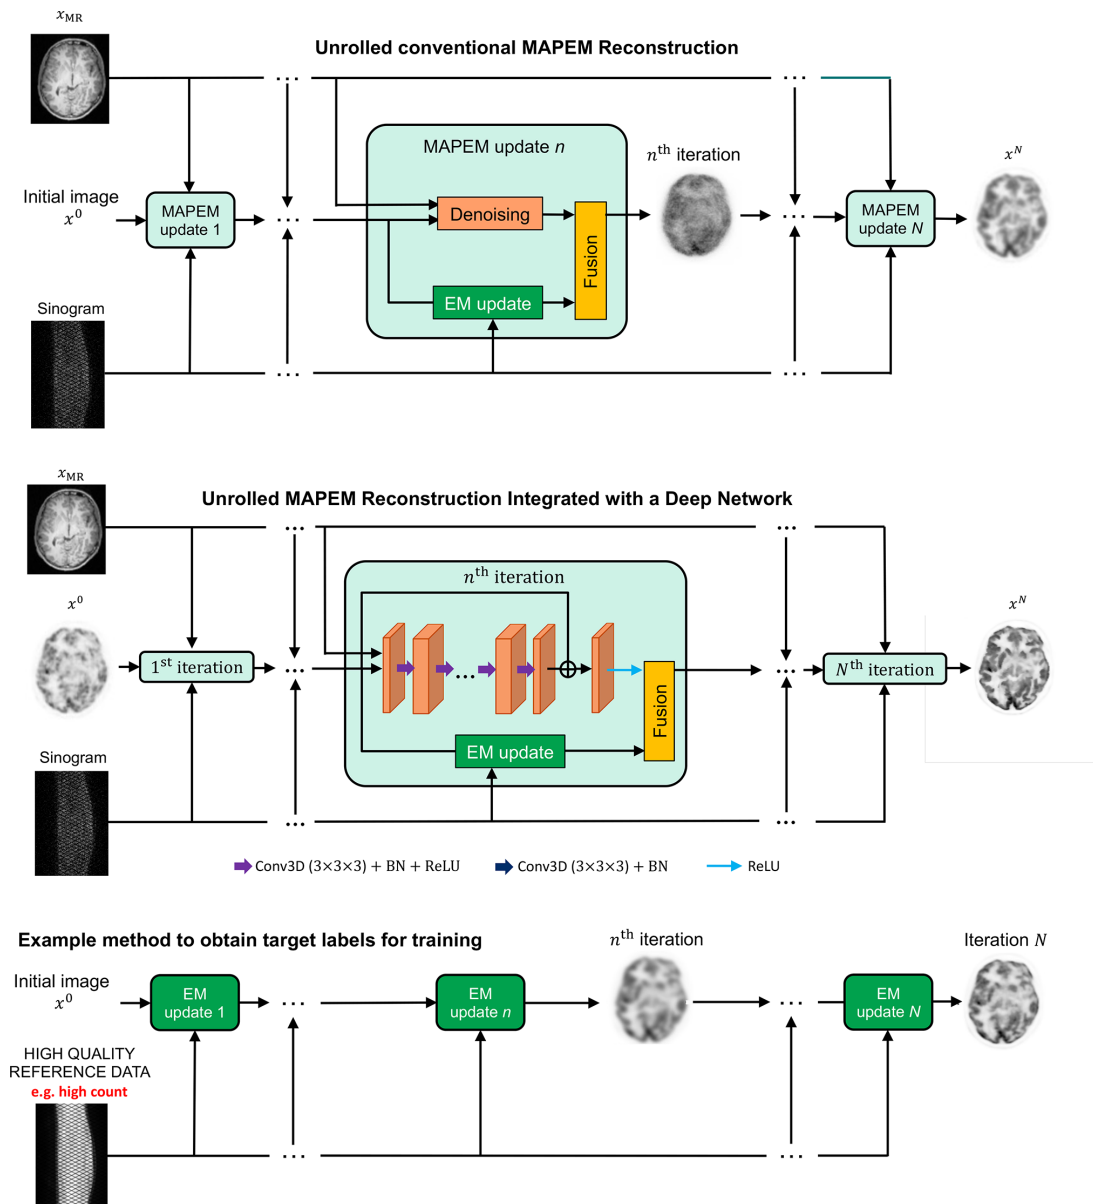 x_MR
Unrolled conventional MAPEM Reconstruction
...
...
MAPEM update n
n^th iteration
x^N
Initial image
x^0
MAPEM
update 1
...
Denoising
Fusion
...
MAPEM
update N
EM update
Sinogram
...
...
x_MR
Unrolled MAPEM Reconstruction Integrated with a Deep Network
...
...
n^th iteration
x^0
x^N
1^st iteration
...
...
...
N^th iteration
Fusion
EM update
Sinogram
...
...
Conv3D (3×3×3) + BN + ReLU
Conv3D (3×3×3) + BN
ReLU
Example method to obtain target labels for training
n^th iteration
Iteration N
Initial image
x^0
EM
update 1
...
EM
update n
...
EM
update N
HIGH QUALITY
REFERENCE DATA
e.g. high count
...
...